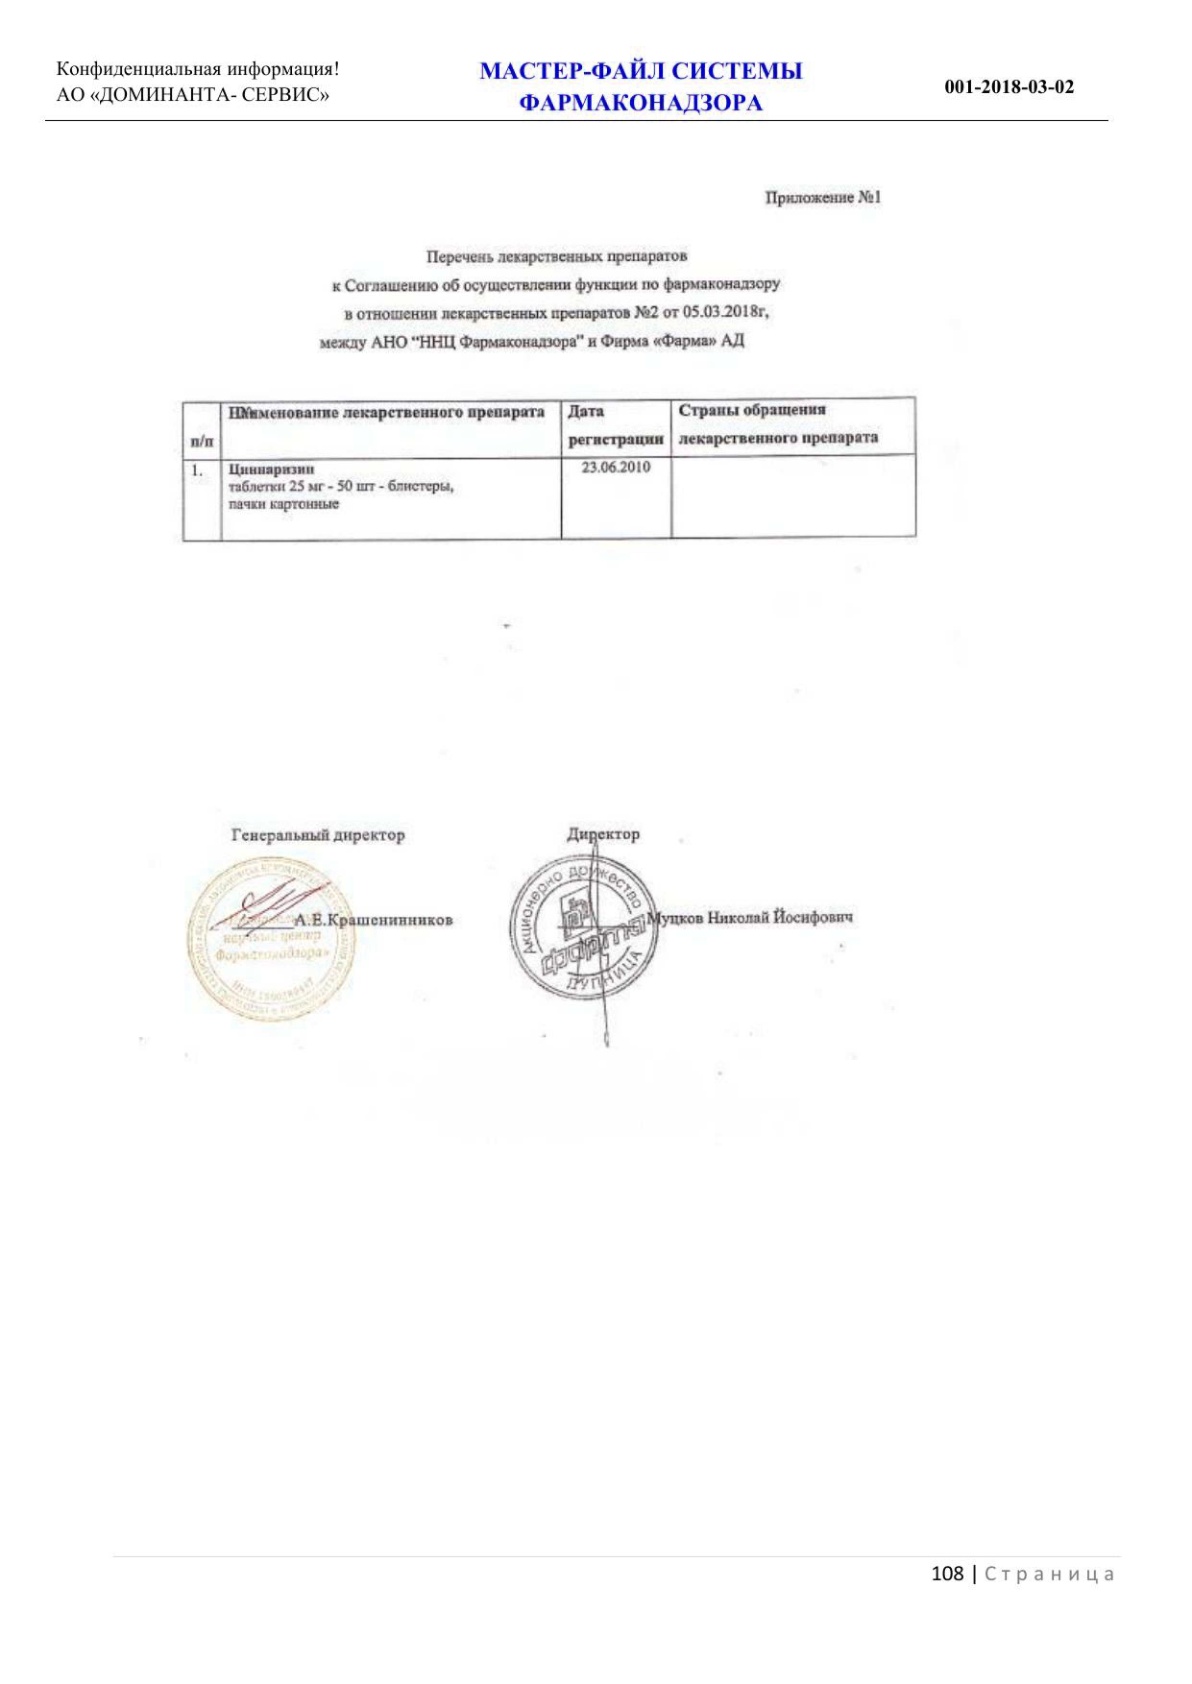 Конфиденциальная информация!
АО «ДОМИНАНТА- СЕРВИС»
МАСТЕР-ФАЙЛ СИСТЕМЫ
ФАРМАКОНАДЗОРА
001-2018-03-02
Приложение №1
Перечень лекарственных препаратов
к Соглашению об осуществлении функции по фармаконадзору
в отношении лекарственных препаратов №2 от 05.03.2018г,
между АНО "ННЦ Фармаконадзора" и Фирма «Фарма» АД
№
п/п
Наименование лекарственного препарата
Дата
регистрации
Страны обращения
лекарственного препарата
1.
Циннаризин
таблетки 25 мг - 50 шт - блистеры,
пачки картонные
23.06.2010
Генеральный директор
А.В.Крашенинников
научный центр
Фармаконадзора»
Директор
Муцков Николай Йосифович
Акционерно дружество
фарма
ДУПНИЦА
108 | Страница